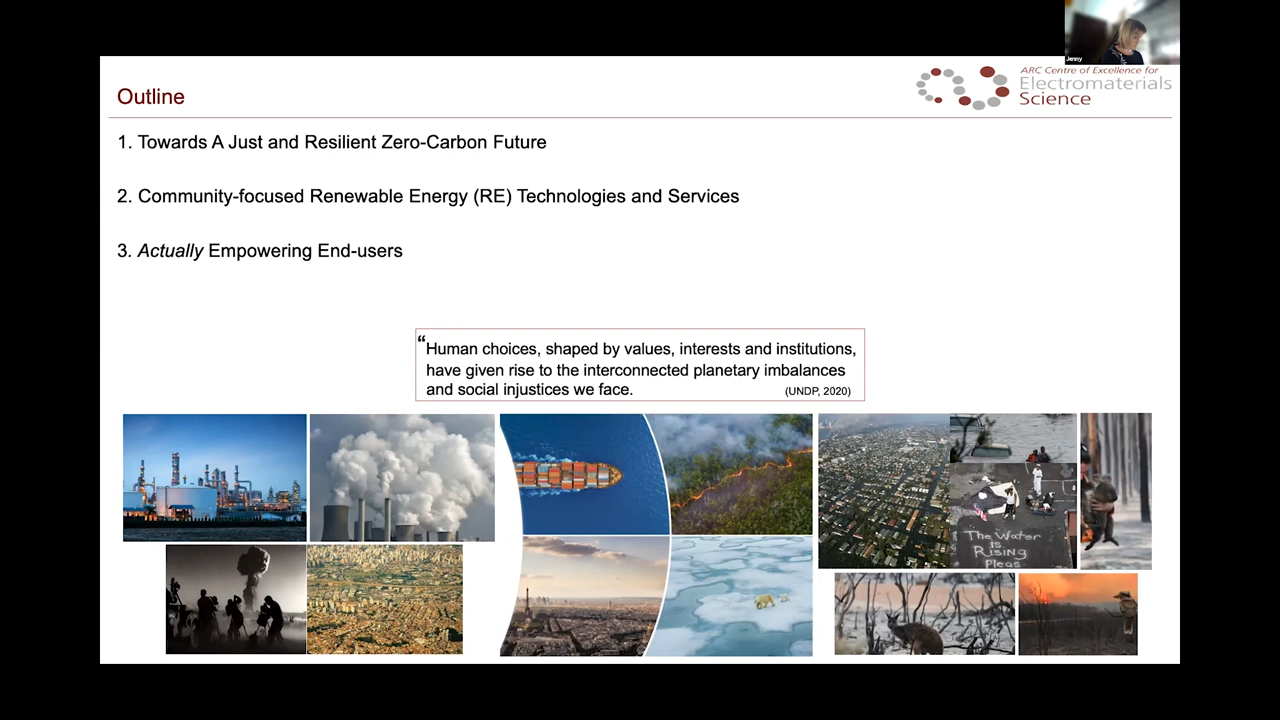 Jenny
Outline
ARC Centre of Excellence for
Electromaterials
Science
1. Towards A Just and Resilient Zero-Carbon Future
2. Community-focused Renewable Energy (RE) Technologies and Services
3. Actually Empowering End-users
“Human choices, shaped by values, interests and institutions,
have given rise to the interconnected planetary imbalances
and social injustices we face. (UNDP, 2020)
The Water
is
Rising
Pleas